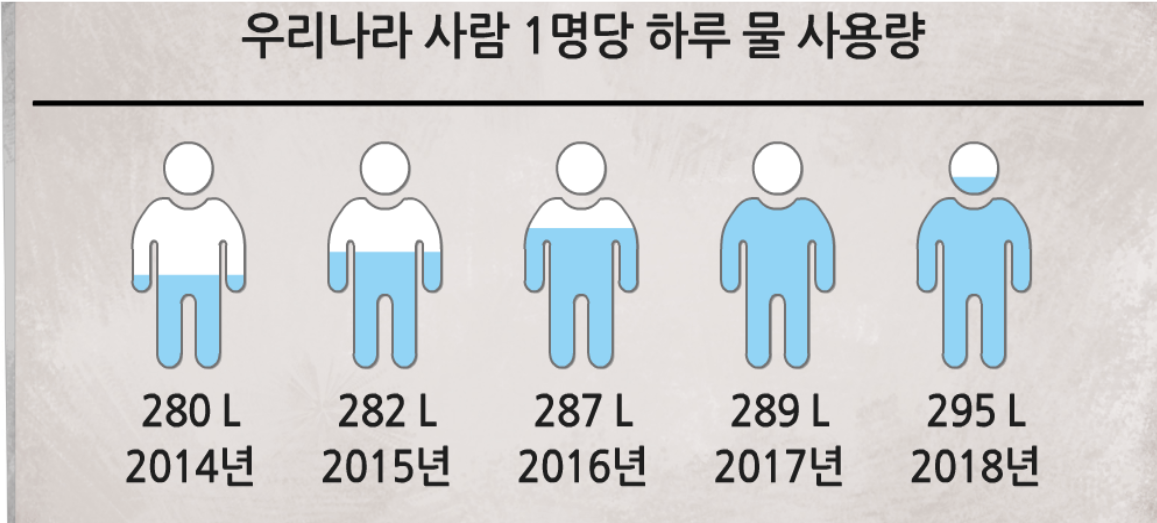 우리나라 사람 1명당 하루 물 사용량
280 L 282 L 287 L 289 L 295 L
2014년 2015년 2016년 2017년 2018년